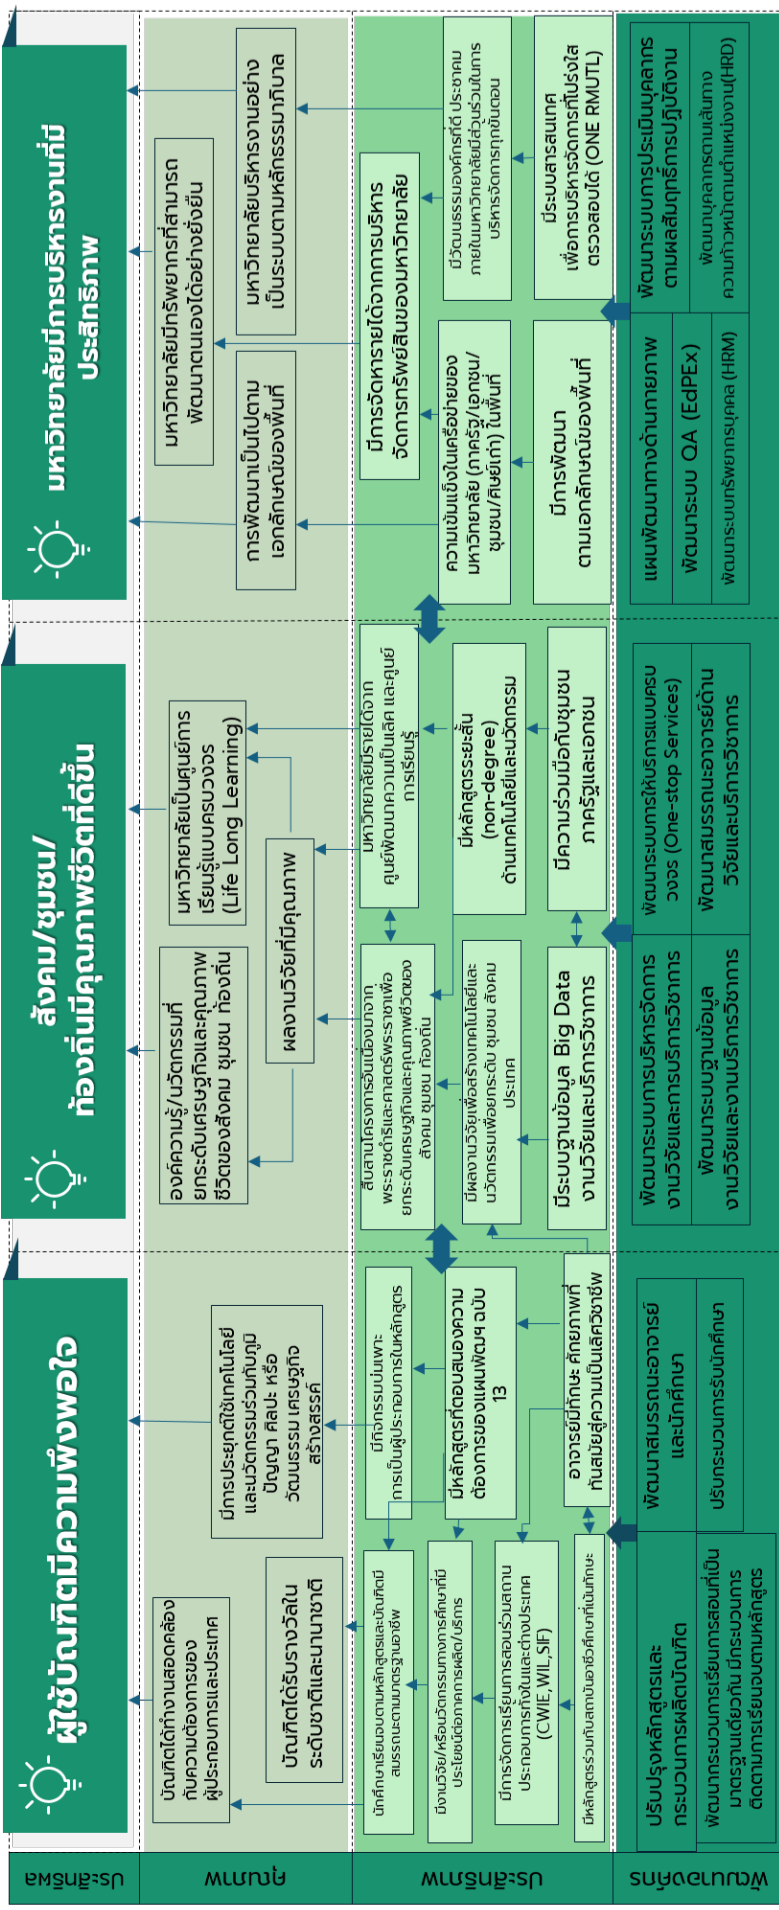 ประสิทธิผล
ผู้ใช้บัณฑิตมีความพึงพอใจ
สังคม/ชุมชน/
ท้องถิ่นมีคุณภาพชีวิตที่ดีขึ้น
มหาวิทยาลัยมีการบริหารงานที่มี
ประสิทธิภาพ
คุณภาพ
บัณฑิตได้ทำงานสอดคล้อง
กับความต้องการของ
ผู้ประกอบการและประเทศ
บัณฑิตได้รับรางวัลใน
ระดับชาติและนานาชาติ
มีการประยุกต์ใช้เทคโนโลยี
และนวัตกรรมร่วมกับภูมิ
ปัญญา ศิลปะ หรือ
วัฒนธรรม เศรษฐกิจ
สร้างสรรค์
องค์ความรู้/นวัตกรรมที่
ยกระดับเศรษฐกิจและคุณภาพ
ชีวิตของสังคม ชุมชน ท้องถิ่น
ผลงานวิจัยที่มีคุณภาพ
มหาวิทยาลัยเป็นศูนย์การ
เรียนรู้แบบครบวงจร
(Life Long Learning)
การพัฒนาเป็นไปตาม
เอกลักษณ์ของพื้นที่
มหาวิทยาลัยมีทรัพยากรที่สามารถ
พัฒนาตนเองได้อย่างยั่งยืน
มหาวิทยาลัยบริหารงานอย่าง
เป็นระบบตามหลักธรรมาภิบาล
ประสิทธิภาพ
นักศึกษาเรียนจบตามหลักสูตรและบัณฑิตมี
สมรรถนะตามมาตรฐานอาชีพ
มีงานวิจัย/หรือนวัตกรรมทางการศึกษาที่มี
ประโยชน์ต่อภาคการผลิต/บริการ
มีการจัดการเรียนการสอนร่วมสถาน
ประกอบการทั้งในและต่างประเทศ
(CWIE,WIL,SIF)
มีหลักสูตรร่วมกับสถาบันอาชีวศึกษาที่เน้นทักษะ
มีกิจกรรมบ่มเพาะ
การเป็นผู้ประกอบการในหลักสูตร
มีหลักสูตรที่ตอบสนองความ
ต้องการของแผนพัฒนฯ ฉบับ
13
อาจารย์มีทักษะ ศักยภาพที่
ทันสมัยสู่ความเป็นเลิศวิชาชีพ
สืบสานโครงการอันเนื่องมาจาก
พระราชดำริและศาสตร์พระราชาเพื่อ
ยกระดับเศรษฐกิจและคุณภาพชีวิตของ
สังคม ชุมชน ท้องถิ่น
มีผลงานวิจัยเพื่อสร้างเทคโนโลยีและ
นวัตกรรมเพื่อยกระดับ ชุมชน สังคม
ประเทศ
มีระบบฐานข้อมูล Big Data
งานวิจัยและบริการวิชาการ
มหาวิทยาลัยมีรายได้จาก
ศูนย์พัฒนาความเป็นเลิศ และศูนย์
การเรียนรู้
มีหลักสูตรระยะสั้น
(non-degree)
ด้านเทคโนโลยีและนวัตกรรม
มีความร่วมมือกับชุมชน
ภาครัฐและเอกชน
มีการจัดหารายได้จากการบริหาร
จัดการทรัพย์สินของมหาวิทยาลัย
ความเข้มแข็งในเครือข่ายของ
มหาวิทยาลัย (ภาครัฐ/เอกชน/
ชุมชน/ศิษย์เก่า) ในพื้นที่
มีการพัฒนา
ตามเอกลักษณ์ของพื้นที่
มีวัฒนธรรมองค์กรที่ดี ประชาคม
ภายในมหาวิทยาลัยมีส่วนร่วมในการ
บริหารจัดการทุกขั้นตอน
มีระบบสารสนเทศ
เพื่อการบริหารจัดการที่โปร่งใส
ตรวจสอบได้ (ONE RMUTL)
พัฒนาองค์กร
ปรับปรุงหลักสูตรและ
กระบวนการผลิตบัณฑิต
พัฒนากระบวนการเรียนการสอนที่เป็น
มาตรฐานเดียวกัน มีกระบวนการ
ติดตามการเรียนจบตามหลักสูตร
พัฒนาสมรรถนะอาจารย์
และนักศึกษา
ปรับกระบวนการรับนักศึกษา
พัฒนาระบบการบริหารจัดการ
งานวิจัยและการบริการวิชาการ
พัฒนาระบบฐานข้อมูล
งานวิจัยและงานบริการวิชาการ
พัฒนาระบบการให้บริการแบบครบ
วงจร (One-stop Services)
พัฒนาสมรรถนะอาจารย์ด้าน
วิจัยและบริการวิชาการ
แผนพัฒนาทางด้านกายภาพ
พัฒนาระบบ QA (EdPEx)
พัฒนาระบบทรัพยากรบุคคล (HRM)
พัฒนาระบบการประเมินบุคลากร
ตามผลสัมฤทธิ์การปฏิบัติงาน
พัฒนาบุคลากรตามเส้นทาง
ความก้าวหน้าตามตำแหน่งงาน(HRD)